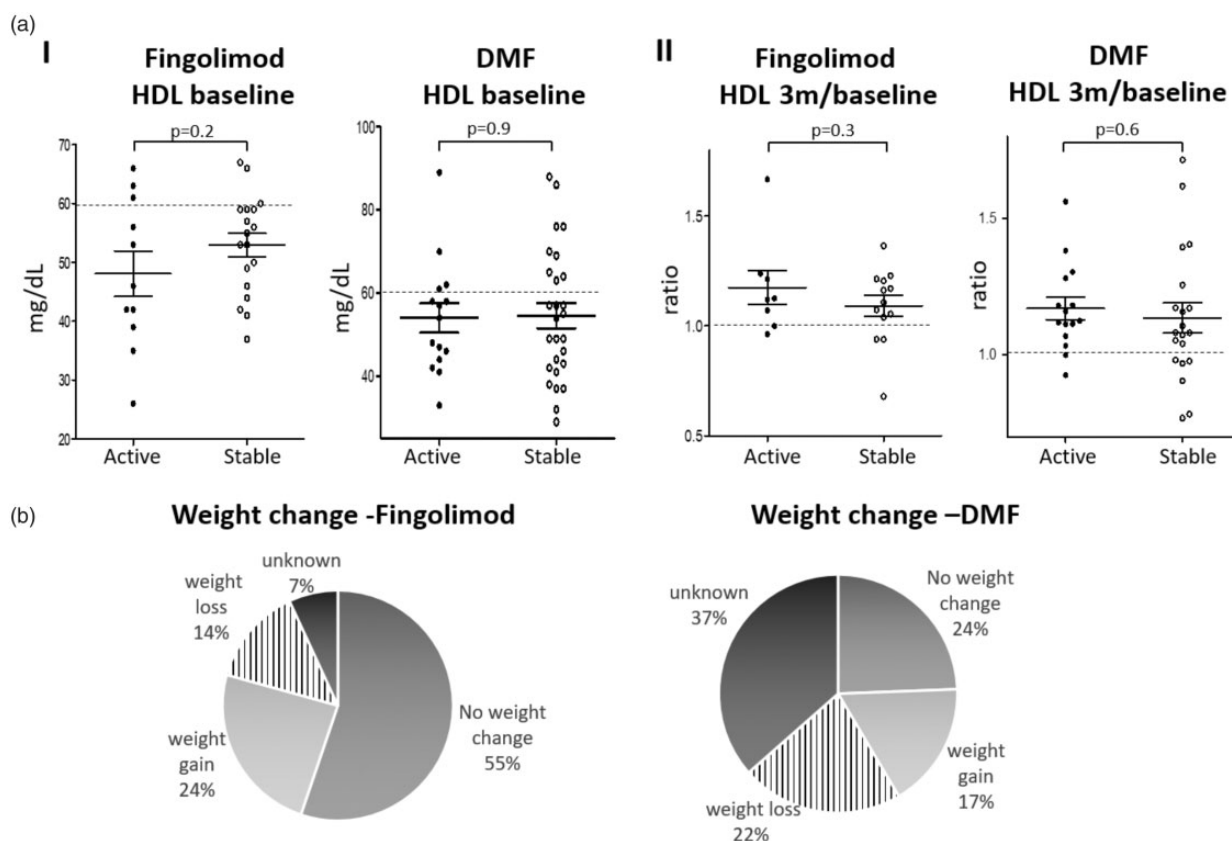 (a)
I
Fingolimod
HDL baseline
DMF
HDL baseline
II
Fingolimod
HDL 3m/baseline
DMF
HDL 3m/baseline
p=0.2
p=0.9
p=0.3
p=0.6
mg/dL
70
60
50
40
30
20
Active
Stable
mg/dL
100
80
60
40
Active
Stable
ratio
1.5
1.0
0.5
Active
Stable
ratio
1.5
1.0
Active
Stable
(b)
Weight change -Fingolimod
unknown
7%
weight
loss
14%
weight
gain
24%
No weight
change
55%
Weight change –DMF
unknown
37%
No weight
change
24%
weight
gain
17%
weight loss
22%